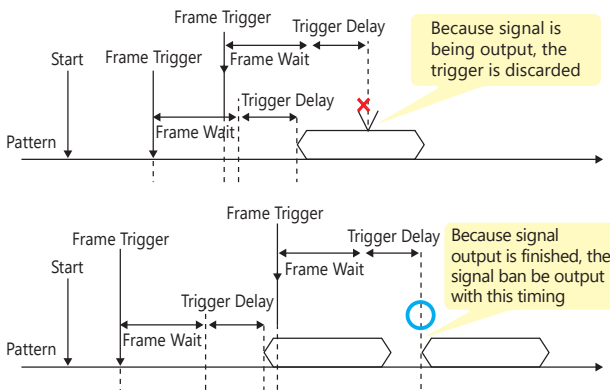 Frame Trigger
Trigger Delay
Because signal is
being output, the
trigger is discarded
Start
Frame Trigger
Frame Wait
Trigger Delay
Frame Wait
Pattern
Frame Trigger
Trigger Delay
Because signal
output is finished, the
signal ban be output
with this timing
Frame Trigger
Start
Frame Wait
Trigger Delay
Frame Wait
Pattern